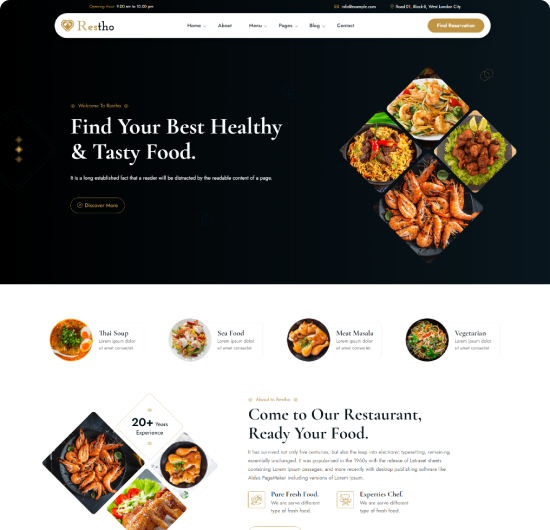 Opening Hour: 9.00 am to 10.00 pm
info@example.com
Road-01, Block-B, West London City
Restho
Home
About
Menu
Pages
Blog
Contact
Find Reservation
Welcome To Restho
Find Your Best Healthy
& Tasty Food.
It is a long established fact that a reader will be distracted by the readable content of a page.
Discover More
Thai Soup
Lorem ipsum dolor
sit amet consectet.
Sea Food
Lorem ipsum dolor
sit amet consectet.
Meat Masala
Lorem ipsum dolor
sit amet consectet.
Vegetarian
Lorem ipsum dolor
sit amet consectet.
20+ Years
Experience
About to Restho
Come to Our Restaurant,
Ready Your Food.
It has survived not only five centuries, but also the leap into electronic typesetting, remaining
essentially unchanged. It was popularised in the 1960s with the release of Letraset sheets
containing Lorem Ipsum passages, and more recently with desktop publishing software like
Aldus PageMaker including versions of Lorem Ipsum.
Pure Fresh Food.
We are serve different
type of fresh food.
Experties Chef.
We are serve different
type of fresh food.